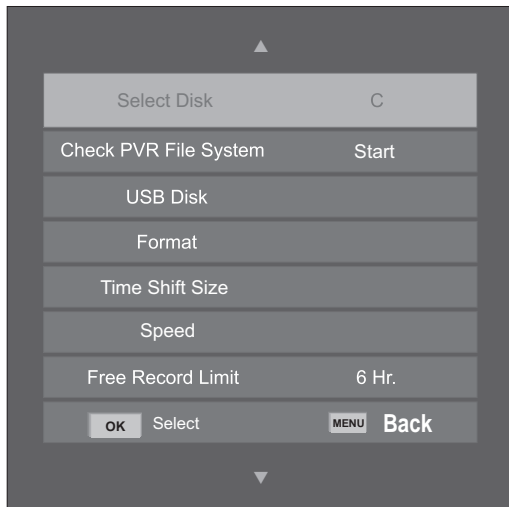 Select Disk C
Check PVR File System Start
USB Disk
Format
Time Shift Size
Speed
Free Record Limit 6 Hr.
OK Select MENU Back